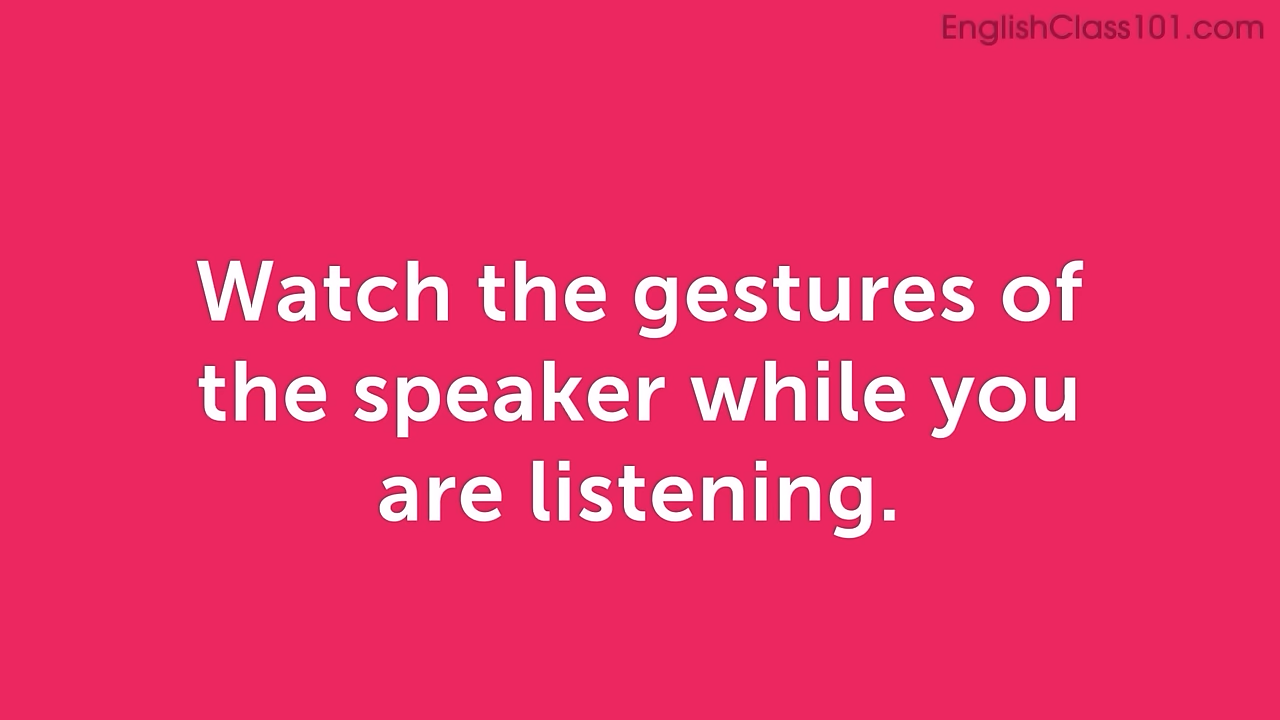 EnglishClass101.com
Watch the gestures of
the speaker while you
are listening.